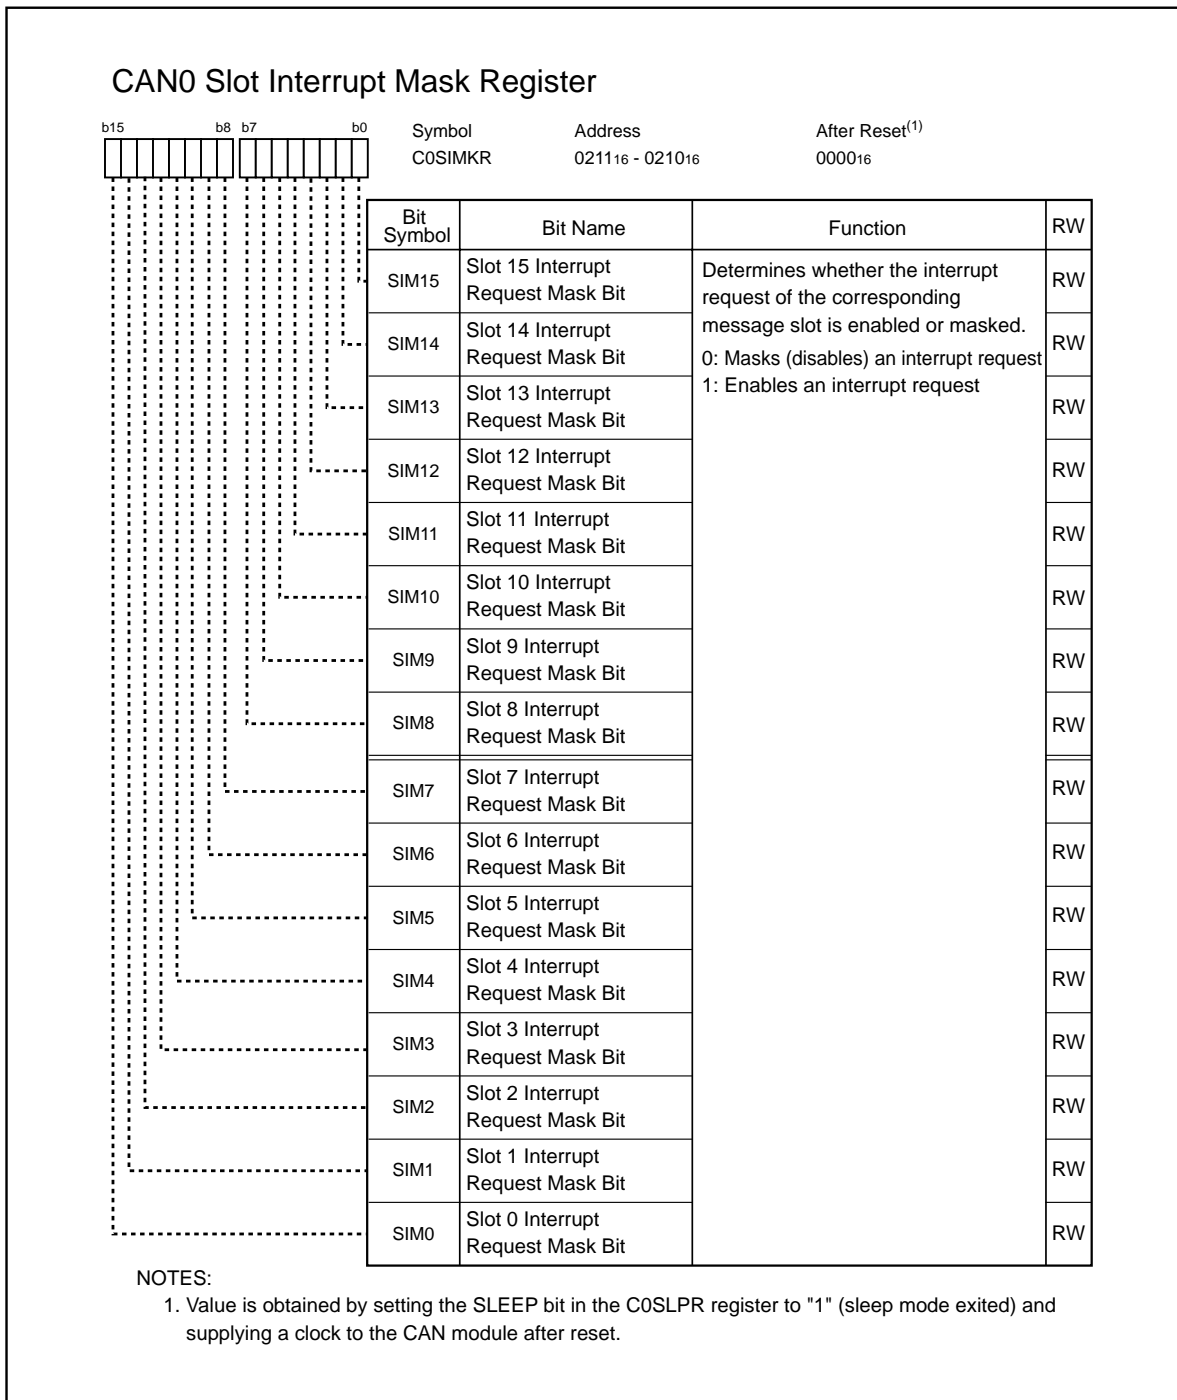 CAN0 Slot Interrupt Mask Register
b15 b8 b7 b0
Symbol Address After Reset(1)
C0SIMKR 021116 - 021016 000016
Bit Symbol Bit Name Function RW
SIM15 Slot 15 Interrupt Request Mask Bit RW
Determines whether the interrupt
request of the corresponding
message slot is enabled or masked.
0: Masks (disables) an interrupt request
1: Enables an interrupt request
SIM14 Slot 14 Interrupt Request Mask Bit RW
SIM13 Slot 13 Interrupt Request Mask Bit RW
SIM12 Slot 12 Interrupt Request Mask Bit RW
SIM11 Slot 11 Interrupt Request Mask Bit RW
SIM10 Slot 10 Interrupt Request Mask Bit RW
SIM9 Slot 9 Interrupt Request Mask Bit RW
SIM8 Slot 8 Interrupt Request Mask Bit RW
SIM7 Slot 7 Interrupt Request Mask Bit RW
SIM6 Slot 6 Interrupt Request Mask Bit RW
SIM5 Slot 5 Interrupt Request Mask Bit RW
SIM4 Slot 4 Interrupt Request Mask Bit RW
SIM3 Slot 3 Interrupt Request Mask Bit RW
SIM2 Slot 2 Interrupt Request Mask Bit RW
SIM1 Slot 1 Interrupt Request Mask Bit RW
SIM0 Slot 0 Interrupt Request Mask Bit RW
NOTES:
1. Value is obtained by setting the SLEEP bit in the C0SLPR register to "1" (sleep mode exited) and
supplying a clock to the CAN module after reset.